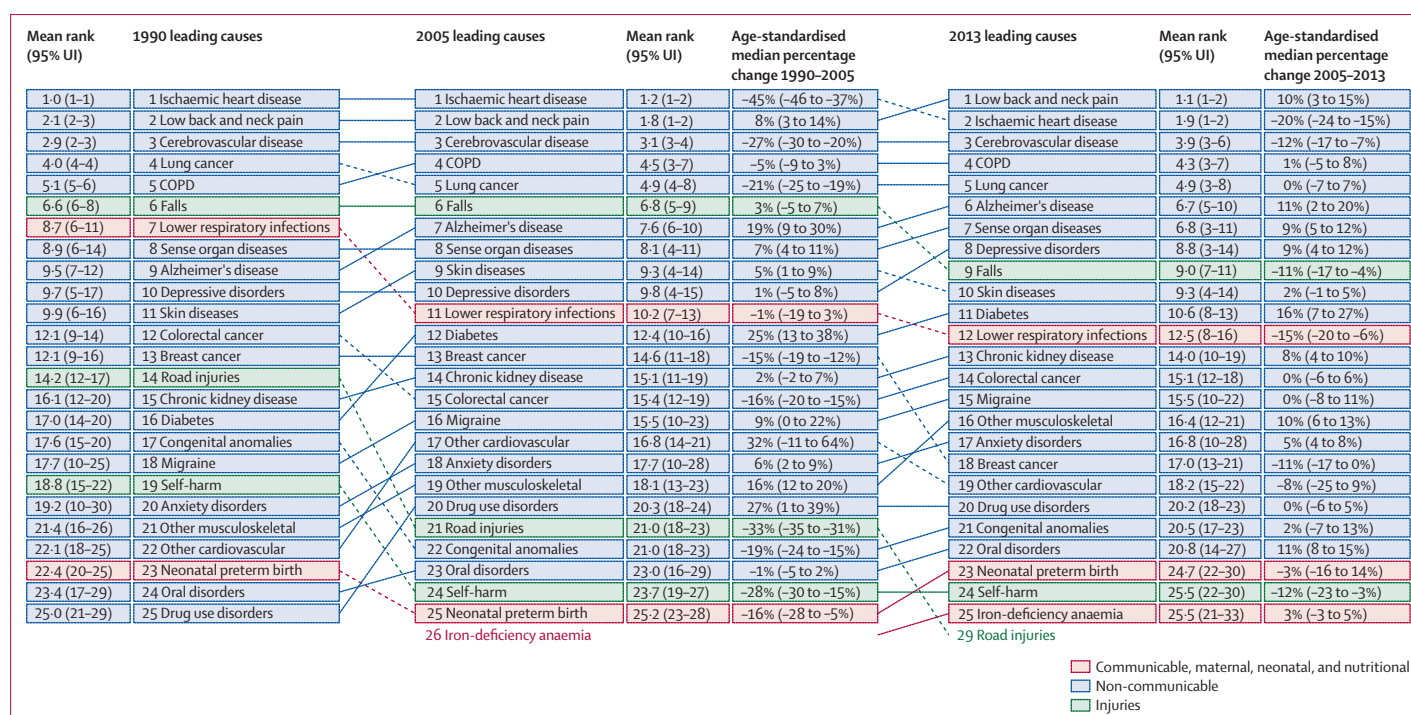 Mean rank (95% UI) 1990 leading causes 2005 leading causes Mean rank (95% UI) Age-standardised median percentage change 1990–2005 2013 leading causes Mean rank (95% UI) Age-standardised median percentage change 2005–2013
1·0 (1–1) 1 Ischaemic heart disease 1 Ischaemic heart disease 1·2 (1–2) –45% (–46 to –37%) 1 Low back and neck pain 1·1 (1–2) 10% (3 to 15%)
2·1 (2–3) 2 Low back and neck pain 2 Low back and neck pain 1·8 (1–2) 8% (3 to 14%) 2 Ischaemic heart disease 1·9 (1–2) –20% (–24 to –15%)
2·9 (2–3) 3 Cerebrovascular disease 3 Cerebrovascular disease 3·1 (3–4) –27% (–30 to –20%) 3 Cerebrovascular disease 3·9 (3–6) –12% (–17 to –7%)
4·0 (4–4) 4 Lung cancer 4 COPD 4·5 (3–7) –5% (–9 to 3%) 4 COPD 4·3 (3–7) 1% (–5 to 8%)
5·1 (5–6) 5 COPD 5 Lung cancer 4·9 (4–8) –21% (–25 to –19%) 5 Lung cancer 4·9 (3–8) 0% (–7 to 7%)
6·6 (6–8) 6 Falls 6 Falls 6·8 (5–9) 3% (–5 to 7%) 6 Alzheimer's disease 6·7 (5–10) 11% (2 to 20%)
8·7 (6–11) 7 Lower respiratory infections 7 Alzheimer's disease 7·6 (6–10) 19% (9 to 30%) 7 Sense organ diseases 6·8 (3–11) 9% (5 to 12%)
8·9 (6–14) 8 Sense organ diseases 8 Sense organ diseases 8·1 (4–11) 7% (4 to 11%) 8 Depressive disorders 8·8 (3–14) 9% (4 to 12%)
9·5 (7–12) 9 Alzheimer's disease 9 Skin diseases 9·3 (4–14) 5% (1 to 9%) 9 Falls 9·0 (7–11) –11% (–17 to –4%)
9·7 (5–17) 10 Depressive disorders 10 Depressive disorders 9·8 (4–15) 1% (–5 to 8%) 10 Skin diseases 9·3 (4–14) 2% (–1 to 5%)
9·9 (6–16) 11 Skin diseases 11 Lower respiratory infections 10·2 (7–13) –1% (–19 to 3%) 11 Diabetes 10·6 (8–13) 16% (7 to 27%)
12·1 (9–14) 12 Colorectal cancer 12 Diabetes 12·4 (10–16) 25% (13 to 38%) 12 Lower respiratory infections 12·5 (8–16) –15% (–20 to –6%)
12·1 (9–16) 13 Breast cancer 13 Breast cancer 14·6 (11–18) –15% (–19 to –12%) 13 Chronic kidney disease 14·0 (10–19) 8% (4 to 10%)
14·2 (12–17) 14 Road injuries 14 Chronic kidney disease 15·1 (11–19) 2% (–2 to 7%) 14 Colorectal cancer 15·1 (12–18) 0% (–6 to 6%)
16·1 (12–20) 15 Chronic kidney disease 15 Colorectal cancer 15·4 (12–19) –16% (–20 to –15%) 15 Migraine 15·5 (10–22) 0% (–8 to 11%)
17·0 (14–20) 16 Diabetes 16 Migraine 15·5 (10–23) 9% (0 to 22%) 16 Other musculoskeletal 16·4 (12–21) 10% (6 to 13%)
17·6 (15–20) 17 Congenital anomalies 17 Other cardiovascular 16·8 (14–21) 32% (–11 to 64%) 17 Anxiety disorders 16·8 (10–28) 5% (4 to 8%)
17·7 (10–25) 18 Migraine 18 Anxiety disorders 17·7 (10–28) 6% (2 to 9%) 18 Breast cancer 17·0 (13–21) –11% (–17 to 0%)
18·8 (15–22) 19 Self-harm 19 Other musculoskeletal 18·1 (13–23) 16% (12 to 20%) 19 Other cardiovascular 18·2 (15–22) –8% (–25 to 9%)
19·2 (10–30) 20 Anxiety disorders 20 Drug use disorders 20·3 (18–24) 27% (1 to 39%) 20 Drug use disorders 20·2 (18–23) 0% (–6 to 5%)
21·4 (16–26) 21 Other musculoskeletal 21 Road injuries 21·0 (18–23) –33% (–35 to –31%) 21 Congenital anomalies 20·5 (17–23) 2% (–7 to 13%)
22·1 (18–25) 22 Other cardiovascular 22 Congenital anomalies 21·0 (18–23) –19% (–24 to –15%) 22 Oral disorders 20·8 (14–27) 11% (8 to 15%)
22·4 (20–25) 23 Neonatal preterm birth 23 Oral disorders 23·0 (16–29) –1% (–5 to 2%) 23 Neonatal preterm birth 24·7 (22–30) –3% (–16 to 14%)
23·4 (17–29) 24 Oral disorders 24 Self-harm 23·7 (19–27) –28% (–30 to –15%) 24 Self-harm 25·5 (22–30) –12% (–23 to –3%)
25·0 (21–29) 25 Drug use disorders 25 Neonatal preterm birth 25·2 (23–28) –16% (–28 to –5%) 25 Iron-deficiency anaemia 25·5 (21–33) 3% (–3 to 5%)
26 Iron-deficiency anaemia 29 Road injuries
Communicable, maternal, neonatal, and nutritional
Non-communicable
Injuries